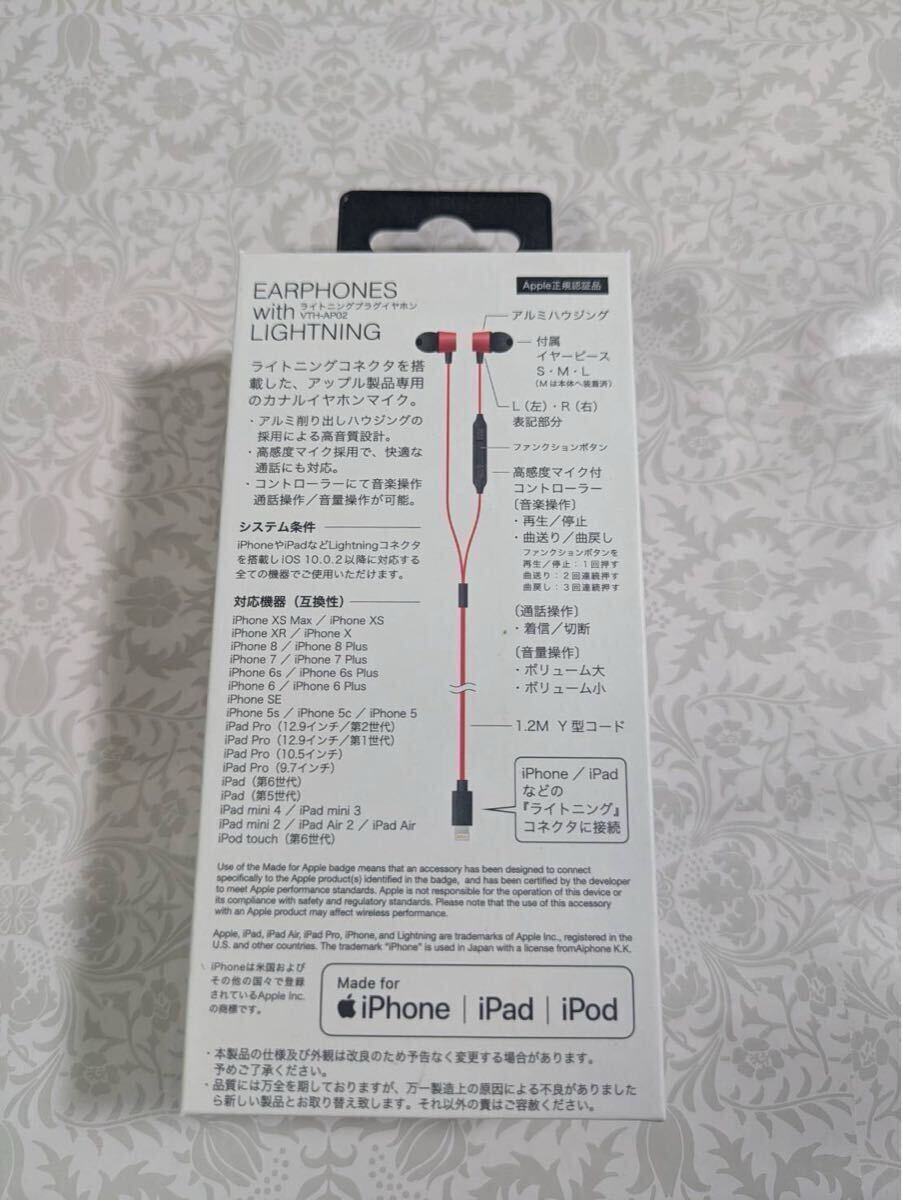 EARPHONES
with ライトニングプラグイヤホン
VTH-AP02
LIGHTNING
ライトニングコネクタを搭
載した、アップル製品専用
のカナルイヤホンマイク。
・アルミ削り出しハウジングの
採用による高音質設計。
・高感度マイク採用で、快適な
通話にも対応。
・コントローラーにて音楽操作
通話操作／音量操作が可能。
システム条件
iPhoneやiPadなどLightningコネクタ
を搭載しiOS 10.0.2以降に対応する
全ての機器でご使用いただけます。
対応機器（互換性）
iPhone XS Max ／ iPhone XS
iPhone XR ／ iPhone X
iPhone 8 ／ iPhone 8 Plus
iPhone 7 ／ iPhone 7 Plus
iPhone 6s ／ iPhone 6s Plus
iPhone 6 ／ iPhone 6 Plus
iPhone SE
iPhone 5s ／ iPhone 5c ／ iPhone 5
iPad Pro（12.9インチ／第2世代）
iPad Pro（12.9インチ／第1世代）
iPad Pro（10.5インチ）
iPad Pro（9.7インチ）
iPad（第6世代）
iPad（第5世代）
iPad mini 4 ／ iPad mini 3
iPad mini 2 ／ iPad Air 2 ／ iPad Air
iPod touch（第6世代）
Apple正規認証品
アルミハウジング
付属
イヤーピース
S・M・L
（Mは本体へ装着済）
L（左）・R（右）
表記部分
ファンクションボタン
高感度マイク付
コントローラー
〔音楽操作〕
・再生／停止
・曲送り／曲戻し
ファンクションボタンを
再生／停止：1回押す
曲送り：2回連続押す
曲戻し：3回連続押す
〔通話操作〕
・着信／切断
〔音量操作〕
・ボリューム大
・ボリューム小
1.2M Y型コード
iPhone ／ iPad
などの
『ライトニング』
コネクタに接続
Use of the Made for Apple badge means that an accessory has been designed to connect
specifically to the Apple product(s) identified in the badge, and has been certified by the developer
to meet Apple performance standards. Apple is not responsible for the operation of this device or
its compliance with safety and regulatory standards. Please note that the use of this accessory
with an Apple product may affect wireless performance.
Apple, iPad, iPad Air, iPad Pro, iPhone, and Lightning are trademarks of Apple Inc., registered in the
U.S. and other countries. The trademark "iPhone" is used in Japan with a license fromAiphone K.K.
iPhoneは米国および
その他の国々で登録
されているApple Inc.
の商標です。
Made for
iPhone | iPad | iPod
・本製品の仕様及び外観は改良のため予告なく変更する場合があります。
予めご了承ください。
・品質には万全を期しておりますが、万一製造上の原因による不良がありました
ら新しい製品とお取り替え致します。それ以外の責はご容赦ください。